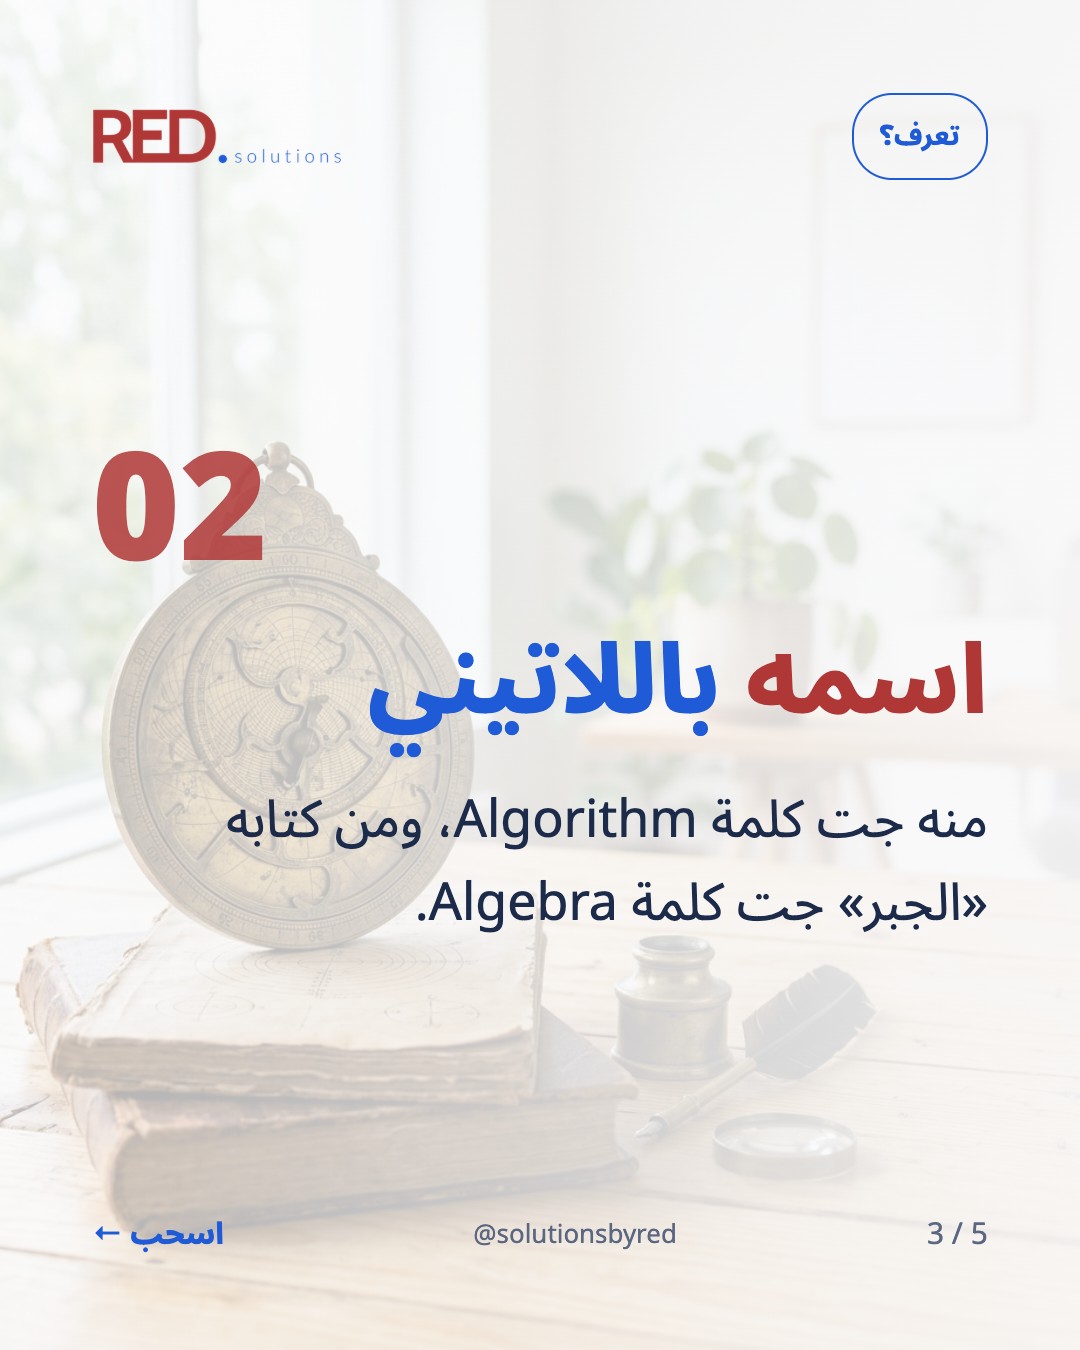 RED.solutions
تعرف؟
02
اسمه باللاتيني
منه جت كلمة Algorithm، ومن كتابه
«الجبر» جت كلمة Algebra.
3 / 5
@solutionsbyred
اسحب ←